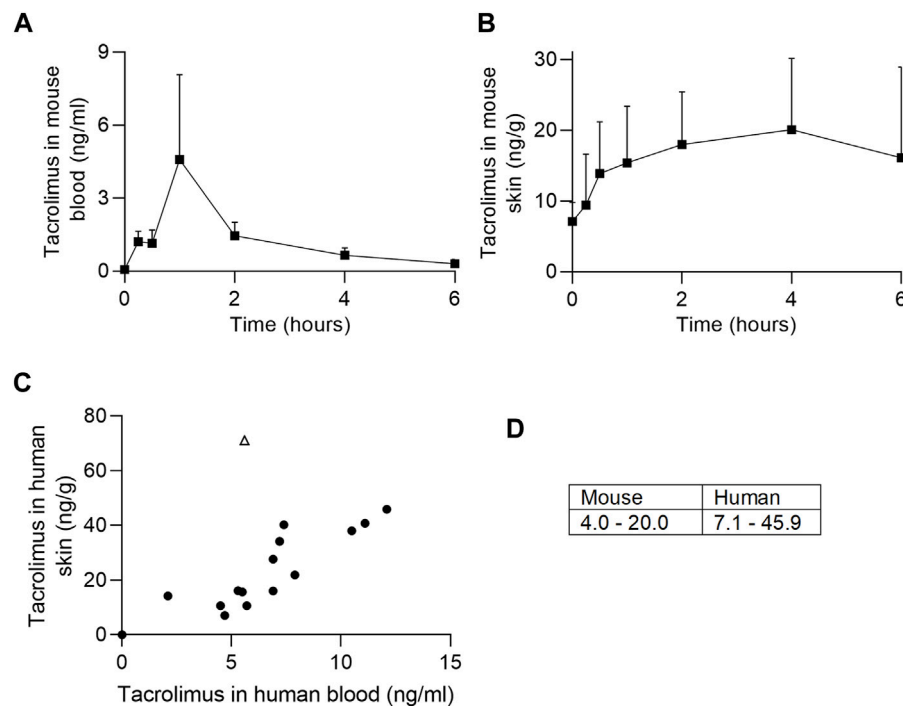 A
Tacrolimus in mouse
blood (ng/ml)
9
6
3
0
0 2 4 6
Time (hours)
B
Tacrolimus in mouse
skin (ng/g)
30
20
10
0
0 2 4 6
Time (hours)
C
Tacrolimus in human
skin (ng/g)
80
60
40
20
0
0 5 10 15
Tacrolimus in human blood (ng/ml)
D
Mouse Human
4.0 - 20.0 7.1 - 45.9